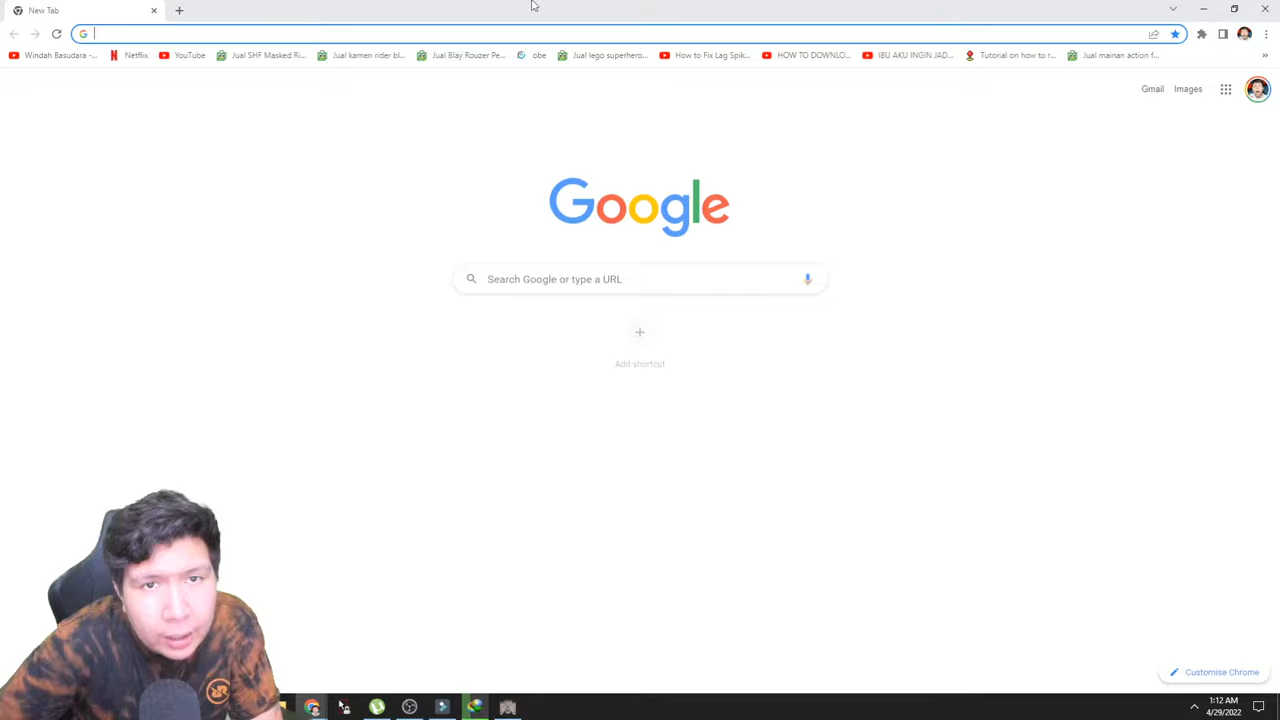 New Tab
Windah Basudara -...
Netflix
YouTube
Jual SHF Masked Ri...
Jual kamen rider bl...
Jual Blay Rouzer Pe...
obe
Jual lego superhero...
How to Fix Lag Spik...
HOW TO DOWNLO...
IBU AKU INGIN JAD...
Tutorial on how to r...
Jual mainan action f...
Gmail
Images
Google
Search Google or type a URL
Add shortcut
Customise Chrome
1:12 AM
4/29/2022